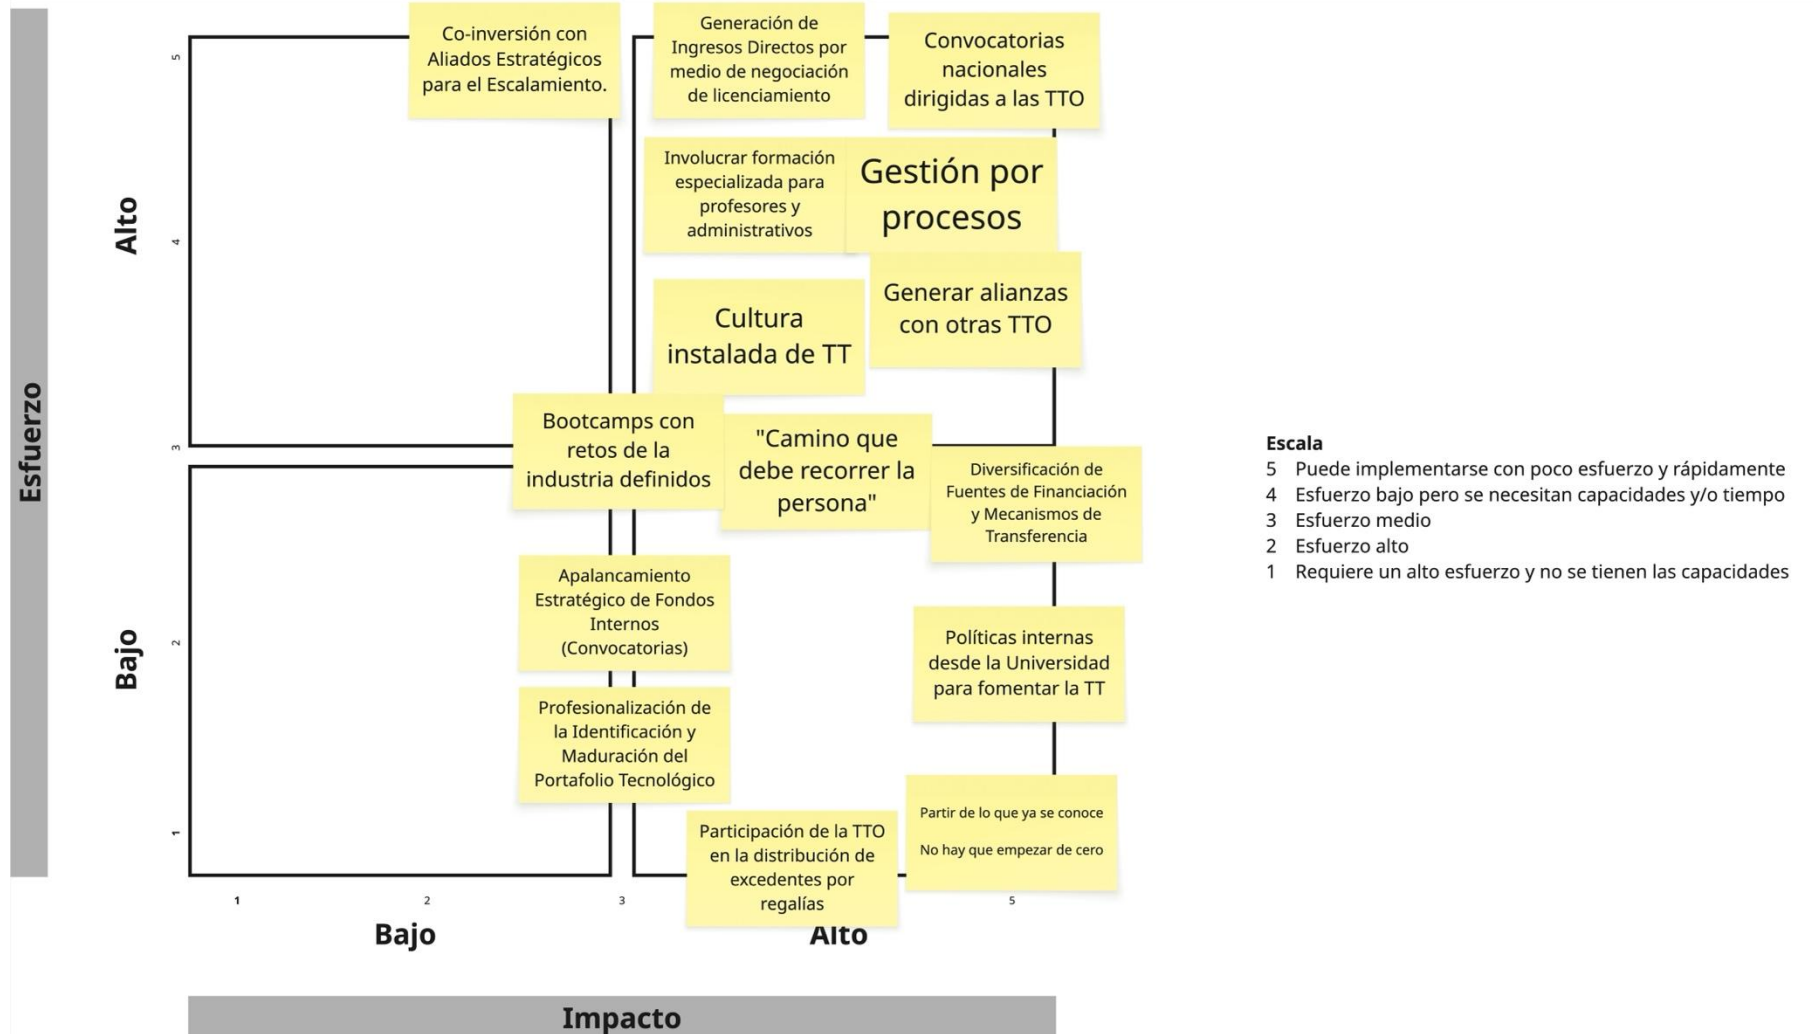 Co-inversión con
Aliados Estratégicos
para el Escalamiento.
Generación de
Ingresos Directos por
medio de negociación
de licenciamiento
Convocatorias
nacionales
dirigidas a las TTO
Involucrar formación
especializada para
profesores y
administrativos
Gestión por
procesos
Cultura
instalada de TT
Generar alianzas
con otras TTO
Bootcamps con
retos de la
industria definidos
"Camino que
debe recorrer la
persona"
Diversificación de
Fuentes de Financiación
y Mecanismos de
Transferencia
Apalancamiento
Estratégico de Fondos
Internos
(Convocatorias)
Políticas internas
desde la Universidad
para fomentar la TT
Profesionalización de
la Identificación y
Maduración del
Portafolio Tecnológico
Participación de la TTO
en la distribución de
excedentes por
regalías
Partir de lo que ya se conoce
No hay que empezar de cero
Esfuerzo
Alto
Bajo
5
4
3
2
1
1
2
3
5
Bajo
Alto
Impacto
Escala
5 Puede implementarse con poco esfuerzo y rápidamente
4 Esfuerzo bajo pero se necesitan capacidades y/o tiempo
3 Esfuerzo medio
2 Esfuerzo alto
1 Requiere un alto esfuerzo y no se tienen las capacidades